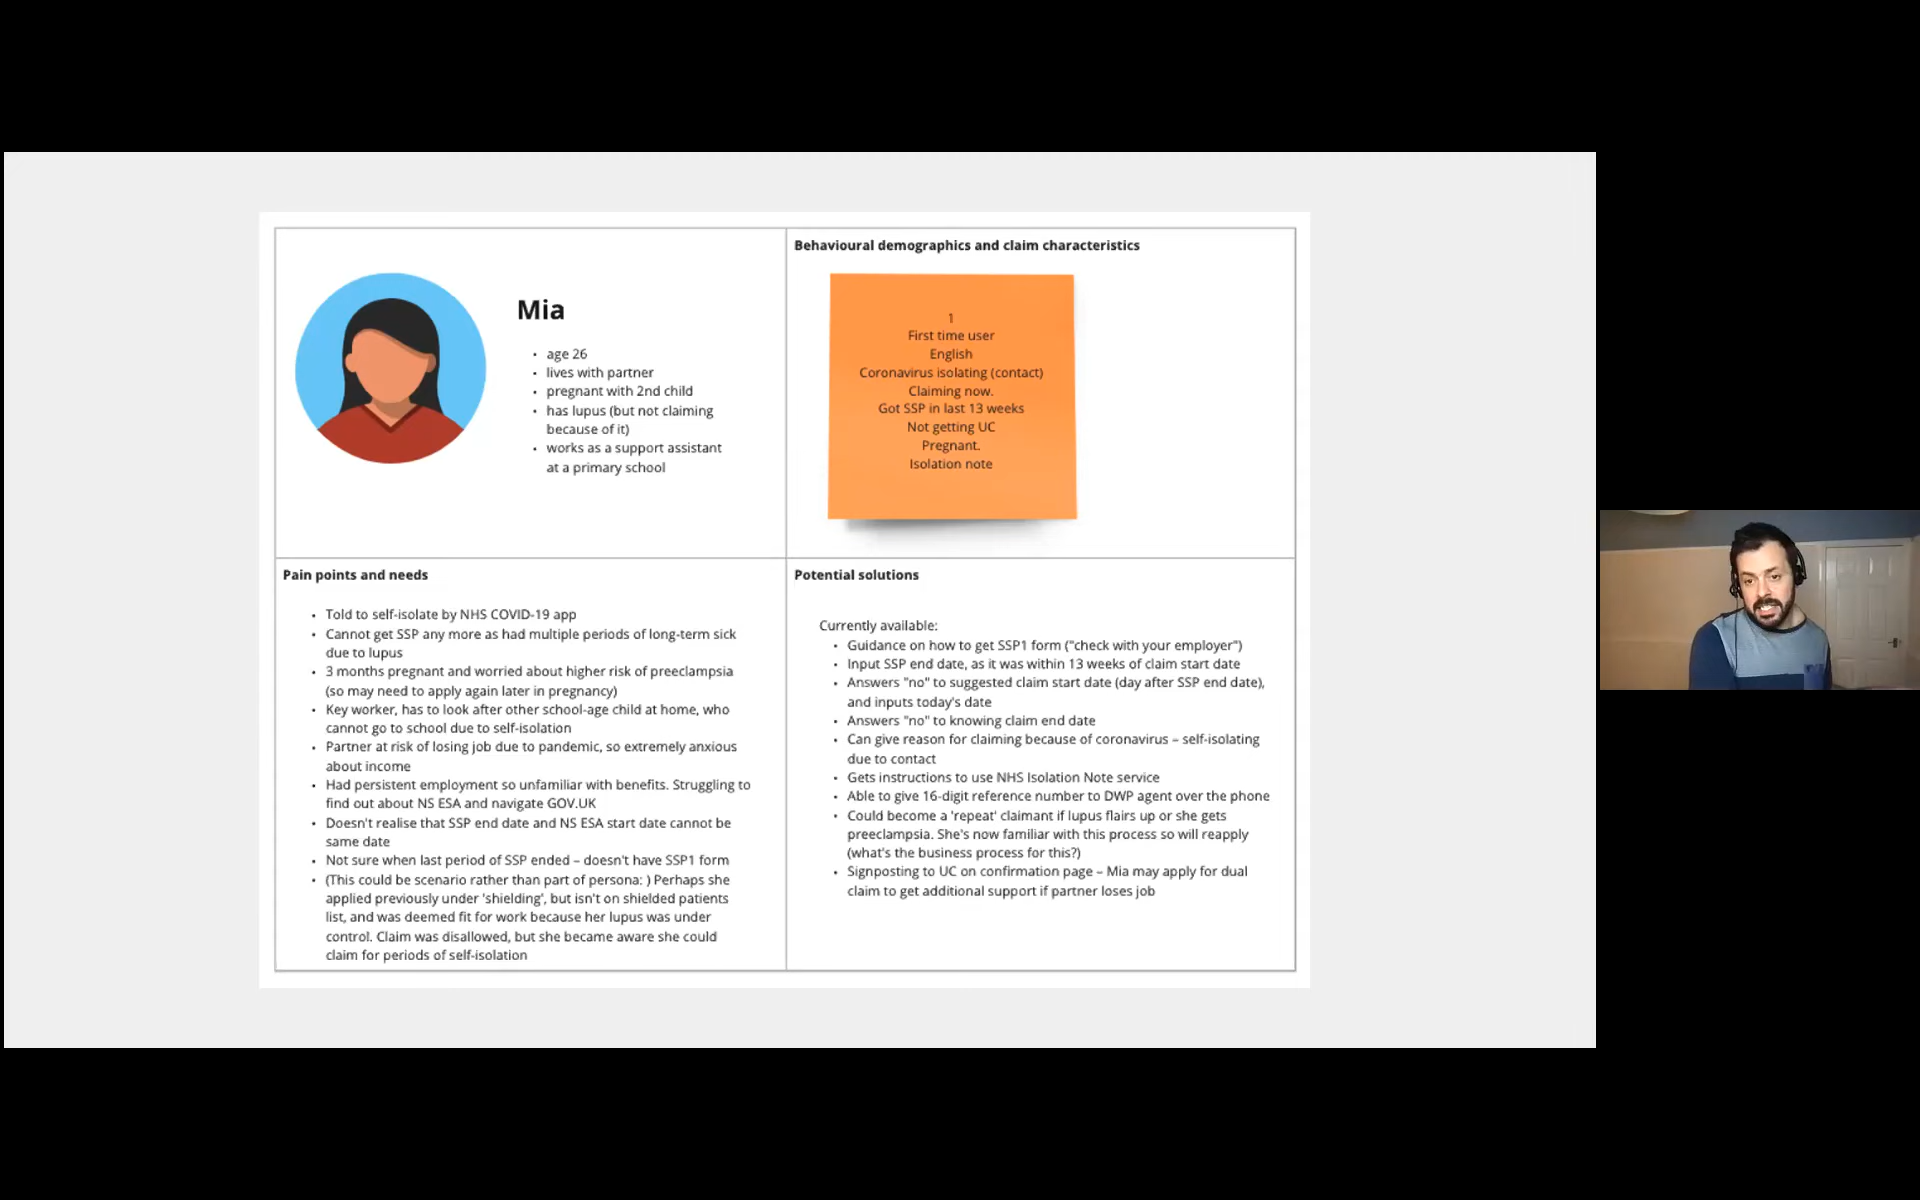 Mia
• age 26
• lives with partner
• pregnant with 2nd child
• has lupus (but not claiming
because of it)
• works as a support assistant
at a primary school
Behavioural demographics and claim characteristics
1
First time user
English
Coronavirus isolating (contact)
Claiming now.
Got SSP in last 13 weeks
Not getting UC
Pregnant.
Isolation note
Pain points and needs
• Told to self-isolate by NHS COVID-19 app
• Cannot get SSP any more as had multiple periods of long-term sick
due to lupus
• 3 months pregnant and worried about higher risk of preeclampsia
(so may need to apply again later in pregnancy)
• Key worker, has to look after other school-age child at home, who
cannot go to school due to self-isolation
• Partner at risk of losing job due to pandemic, so extremely anxious
about income
• Had persistent employment so unfamiliar with benefits. Struggling to
find out about NS ESA and navigate GOV.UK
• Doesn't realise that SSP end date and NS ESA start date cannot be
same date
• Not sure when last period of SSP ended – doesn't have SSP1 form
• (This could be scenario rather than part of persona: ) Perhaps she
applied previously under 'shielding', but isn't on shielded patients
list, and was deemed fit for work because her lupus was under
control. Claim was disallowed, but she became aware she could
claim for periods of self-isolation
Potential solutions
Currently available:
• Guidance on how to get SSP1 form ("check with your employer")
• Input SSP end date, as it was within 13 weeks of claim start date
• Answers "no" to suggested claim start date (day after SSP end date),
and inputs today's date
• Answers "no" to knowing claim end date
• Can give reason for claiming because of coronavirus – self-isolating
due to contact
• Gets instructions to use NHS Isolation Note service
• Able to give 16-digit reference number to DWP agent over the phone
• Could become a 'repeat' claimant if lupus flairs up or she gets
preeclampsia. She's now familiar with this process so will reapply
(what's the business process for this?)
• Signposting to UC on confirmation page – Mia may apply for dual
claim to get additional support if partner loses job